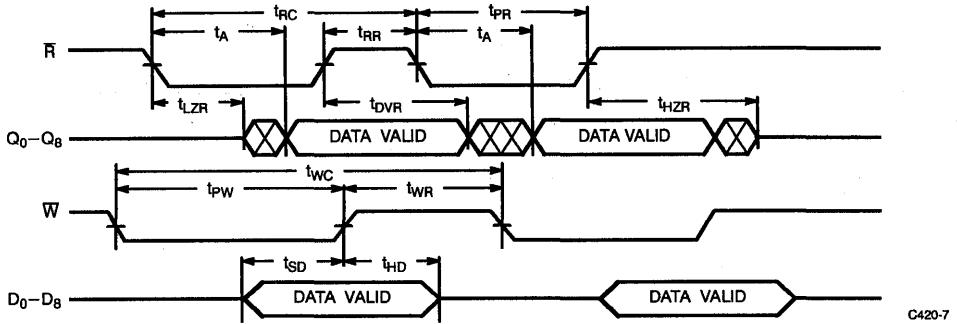 tRC tPR
tA tRR tA
R̅
tLZR tDVR tHZR
Q0–Q8 DATA VALID DATA VALID
tWC
tPW tWR
W̅
tSD tHD
D0–D8 DATA VALID DATA VALID
C420-7